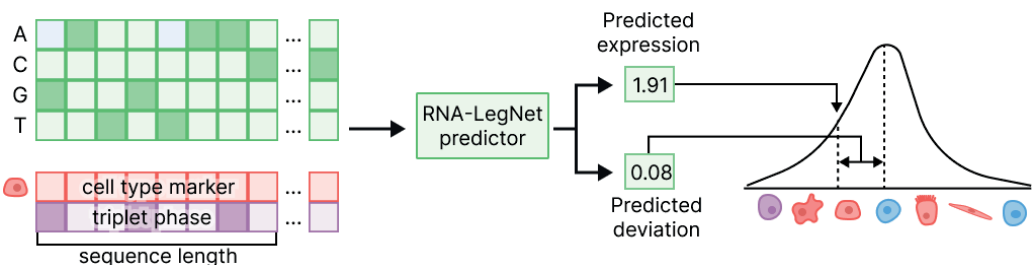 A
C
G
T
...
...
...
...
cell type marker
...
triplet phase
...
sequence length
RNA-LegNet
predictor
Predicted
expression
1.91
0.08
Predicted
deviation